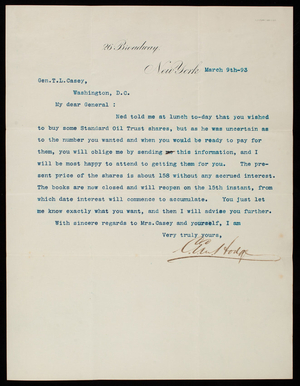 26 Broadway.
New York March 9th-93
Gen.T.L.Casey,
Washington, D.C.
My dear General :
Ned told me at lunch to-day that you wished
to buy some Standard Oil Trust shares, but as he was uncertain as
to the number you wanted and when you would be ready to pay for
them, you will oblige me by sending me this information, and I
will be most happy to attend to getting them for you. The pre-
sent price of the shares is about 158 without any accrued interest.
The books are now closed and will reopen on the 15th instant, from
which date interest will commence to accumulate. You just let
me know exactly what you want, and then I will advise you further.
With sincere regards to Mrs.Casey and yourself, I am
Very truly yours,